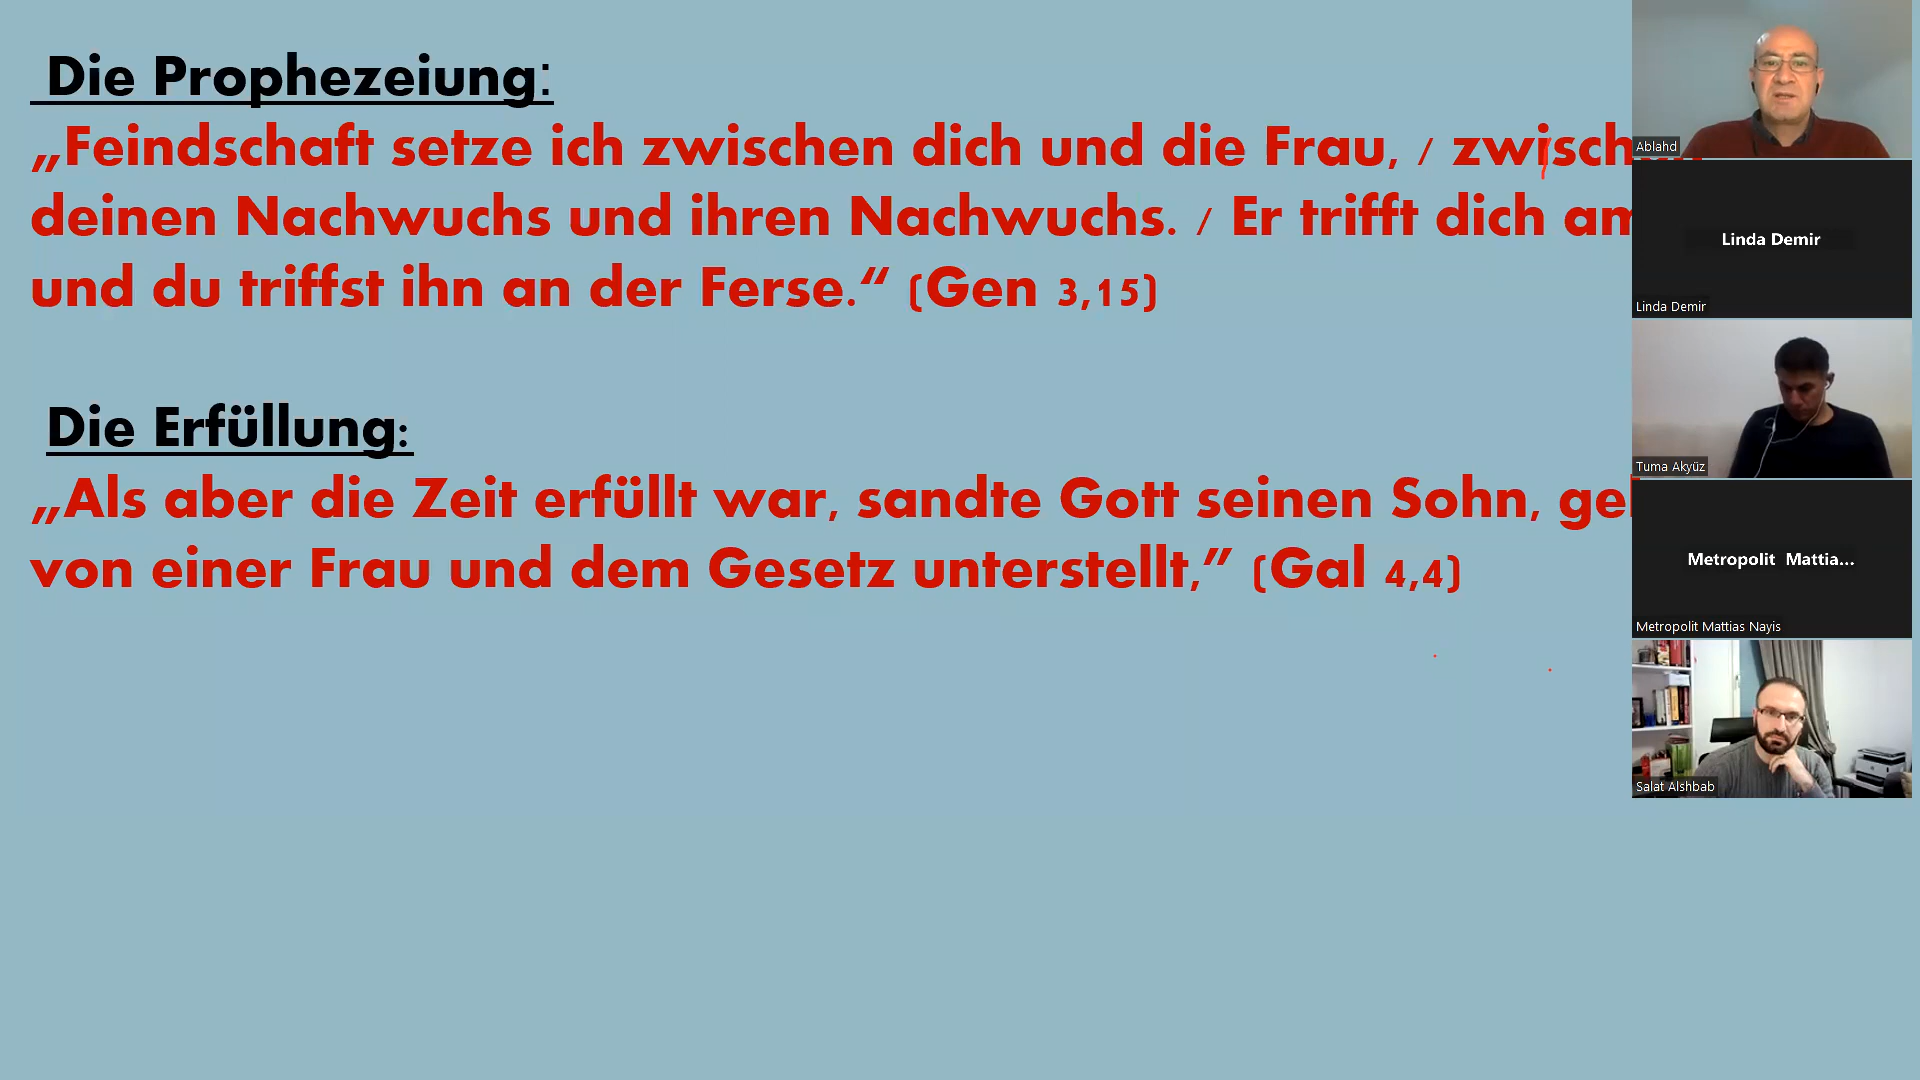 Die Prophezeiung:
„Feindschaft setze ich zwischen dich und die Frau, / zwischen
deinen Nachwuchs und ihren Nachwuchs. / Er trifft dich am
und du triffst ihn an der Ferse.“ (Gen 3,15)
Die Erfüllung:
„Als aber die Zeit erfüllt war, sandte Gott seinen Sohn,
von einer Frau und dem Gesetz unterstellt,” (Gal 4,4)
Ablahd
Linda Demir
Linda Demir
Tuma Akyüz
Metropolit Mattia...
Metropolit Mattias Nayis
Salat Alshbab